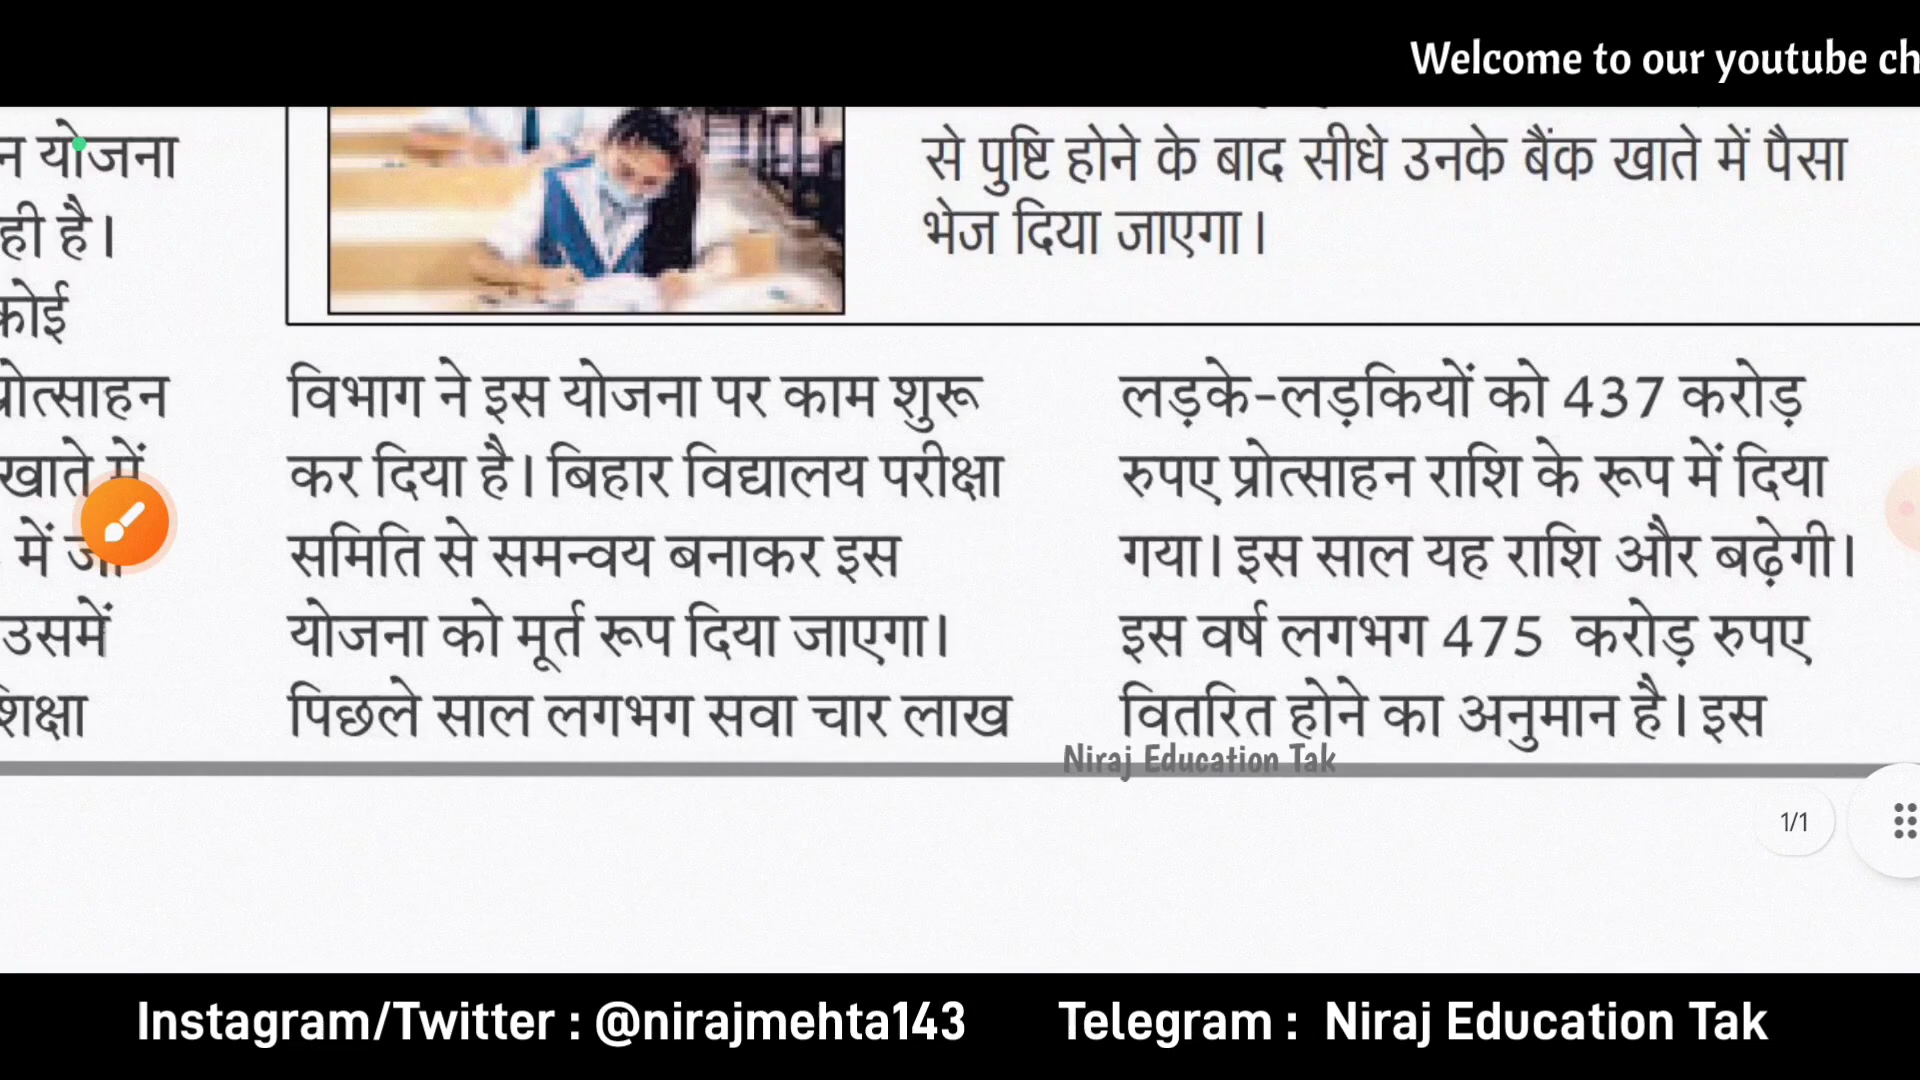 Welcome to our youtube ch
न योजना
ही है।
कोई
प्रोत्साहन
खाते में
में
उसमें
शिक्षा
से पुष्टि होने के बाद सीधे उनके बैंक खाते में पैसा
भेज दिया जाएगा।
विभाग ने इस योजना पर काम शुरू
कर दिया है। बिहार विद्यालय परीक्षा
समिति से समन्वय बनाकर इस
योजना को मूर्त रूप दिया जाएगा।
पिछले साल लगभग सवा चार लाख
लड़के-लड़कियों को 437 करोड़
रुपए प्रोत्साहन राशि के रूप में दिया
गया। इस साल यह राशि और बढ़ेगी।
इस वर्ष लगभग 475 करोड़ रुपए
वितरित होने का अनुमान है। इस
Niraj Education Tak
1/1
Instagram/Twitter : @nirajmehta143 Telegram : Niraj Education Tak